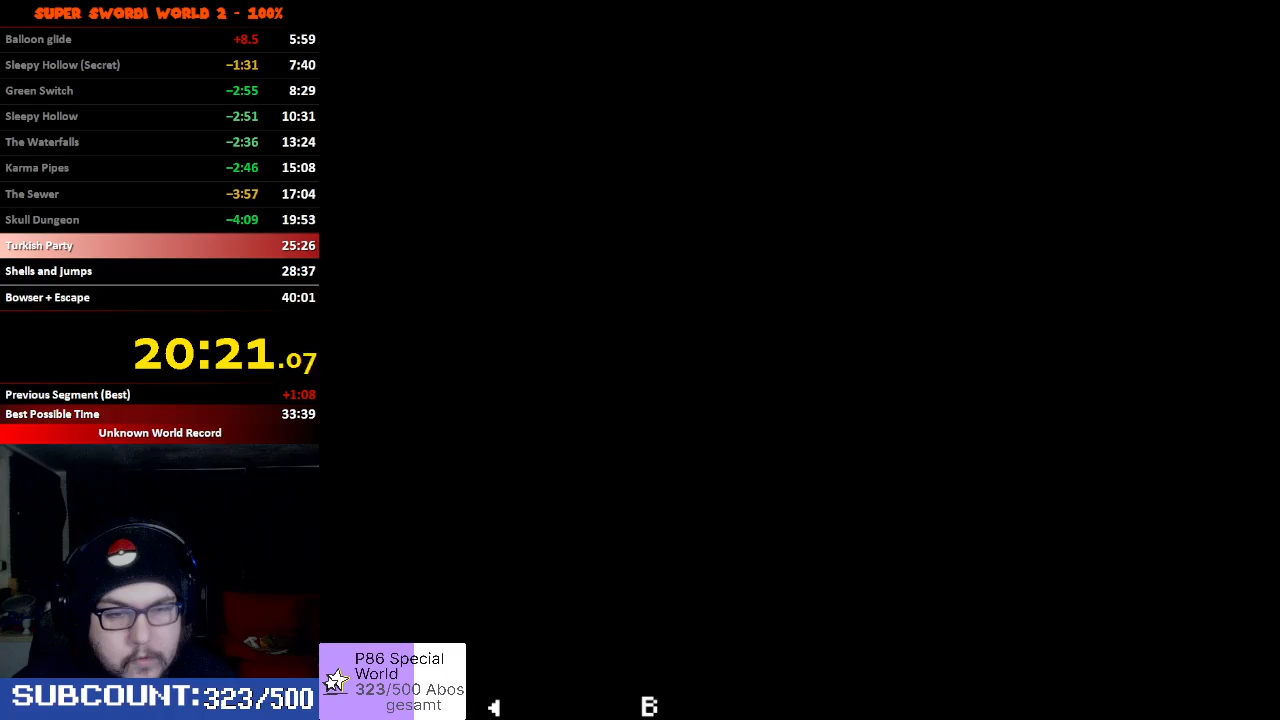 SUPER SWORDI WORLD 2 - 100%
Balloon glide +8.5 5:59
Sleepy Hollow (Secret) −1:31 7:40
Green Switch −2:55 8:29
Sleepy Hollow −2:51 10:31
The Waterfalls −2:36 13:24
Karma Pipes −2:46 15:08
The Sewer −3:57 17:04
Skull Dungeon −4:09 19:53
Turkish Party 25:26
Shells and Jumps 28:37
Bowser + Escape 40:01
20:21.07
Previous Segment (Best) +1:08
Best Possible Time 33:39
Unknown World Record
SUBCOUNT:323/500
P86 Special
World
323/500 Abos
gesamt
B